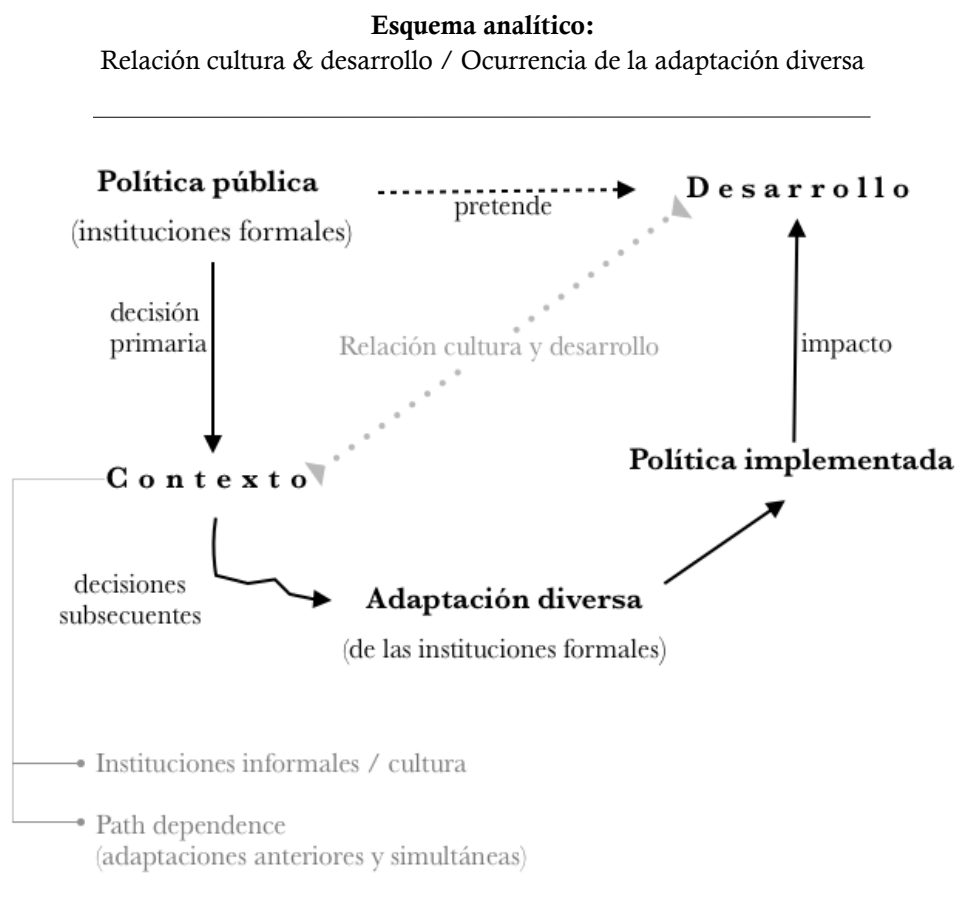 Esquema analítico:
Relación cultura & desarrollo / Ocurrencia de la adaptación diversa
Política pública
(instituciones formales)
pretende
Desarrollo
decisión
primaria
Relación cultura y desarrollo
impacto
Contexto
Política implementada
decisiones
subsecuentes
Adaptación diversa
(de las instituciones formales)
Instituciones informales / cultura
Path dependence
(adaptaciones anteriores y simultáneas)